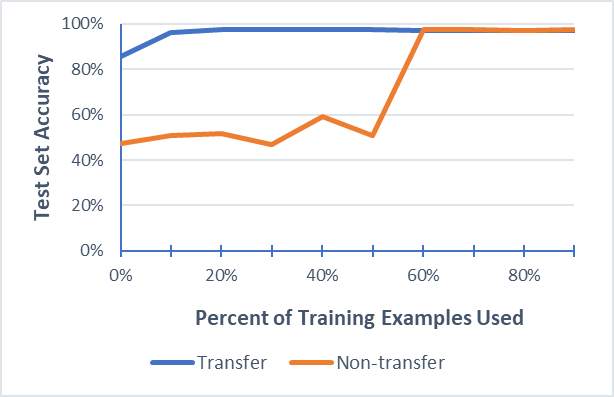 100%
80%
60%
40%
20%
0%
Test Set Accuracy
0% 20% 40% 60% 80%
Percent of Training Examples Used
Transfer Non-transfer